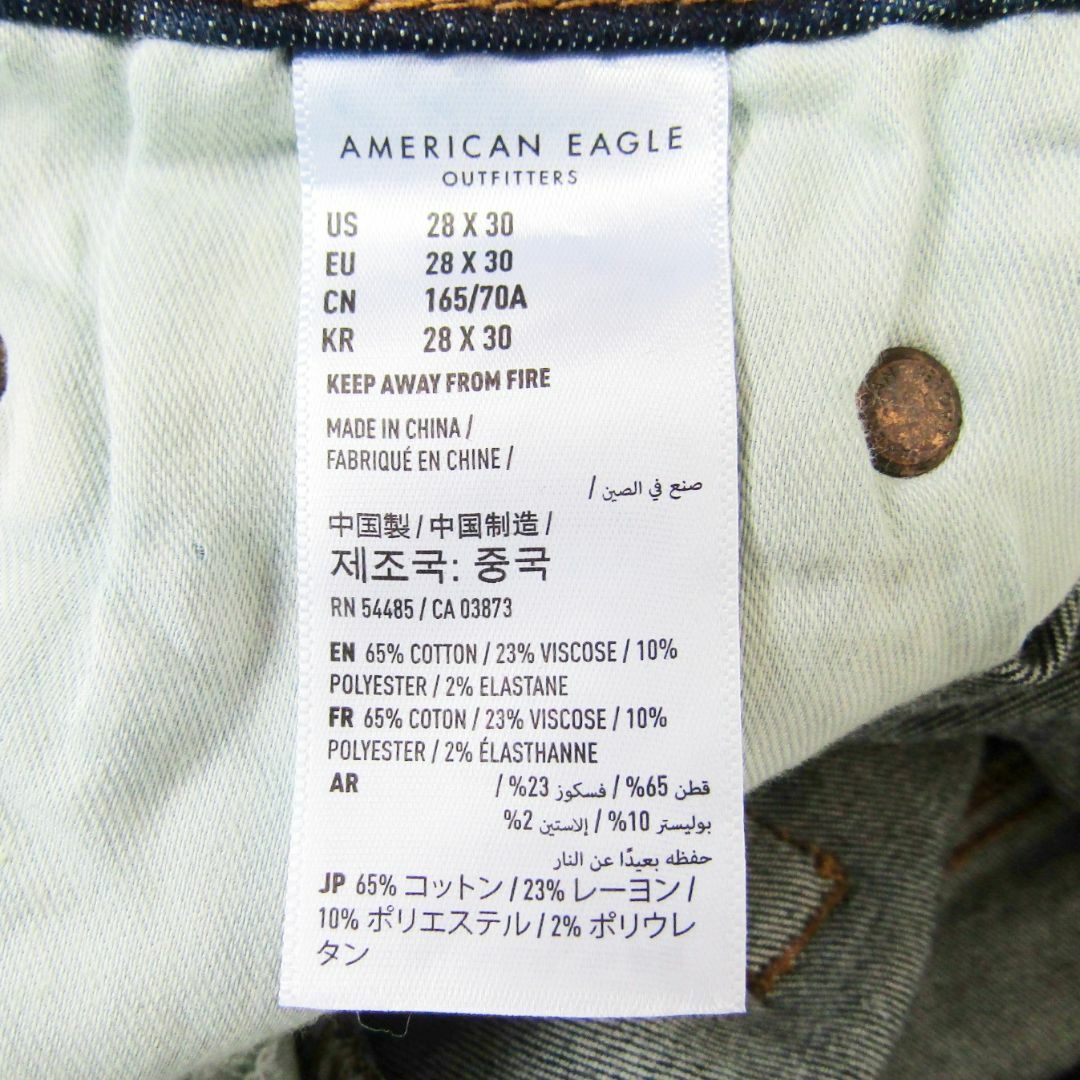 AMERICAN EAGLE
OUTFITTERS
US 28 X 30
EU 28 X 30
CN 165/70A
KR 28 X 30
KEEP AWAY FROM FIRE
MADE IN CHINA /
FABRIQUÉ EN CHINE /
صنع في الصين /
中国製 / 中国制造 /
제조국: 중국
RN 54485 / CA 03873
EN 65% COTTON / 23% VISCOSE / 10%
POLYESTER / 2% ELASTANE
FR 65% COTON / 23% VISCOSE / 10%
POLYESTER / 2% ÉLASTHANNE
AR قطن 65% / فسكوز 23% /
بوليستر 10% / إلاستين 2%
حفظه بعيدًا عن النار
JP 65% コットン / 23% レーヨン /
10% ポリエステル / 2% ポリウレ
タン